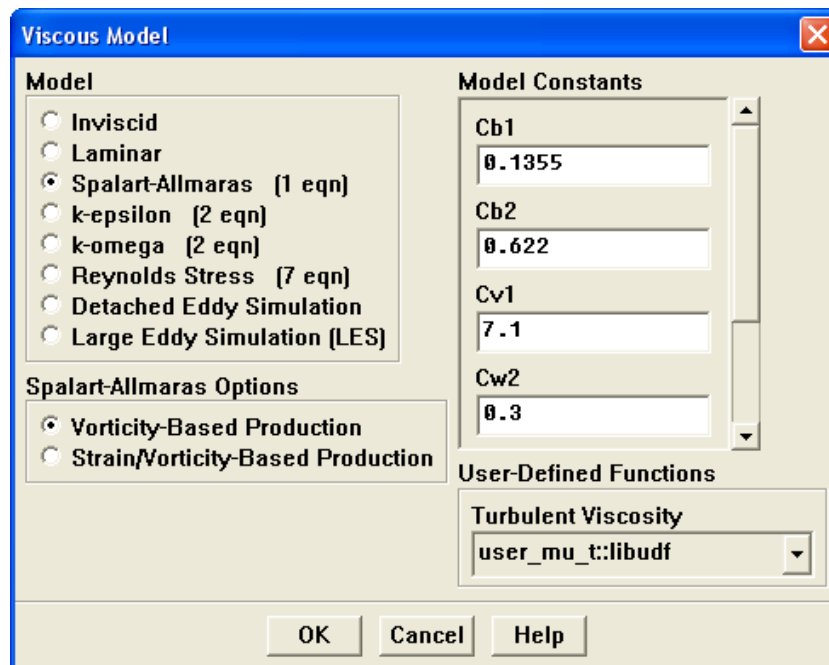 Viscous Model
Model
Inviscid
Laminar
Spalart-Allmaras (1 eqn)
k-epsilon (2 eqn)
k-omega (2 eqn)
Reynolds Stress (7 eqn)
Detached Eddy Simulation
Large Eddy Simulation (LES)
Spalart-Allmaras Options
Vorticity-Based Production
Strain/Vorticity-Based Production
Model Constants
Cb1
0.1355
Cb2
0.622
Cv1
7.1
Cw2
0.3
User-Defined Functions
Turbulent Viscosity
user_mu_t::libudf
OK Cancel Help